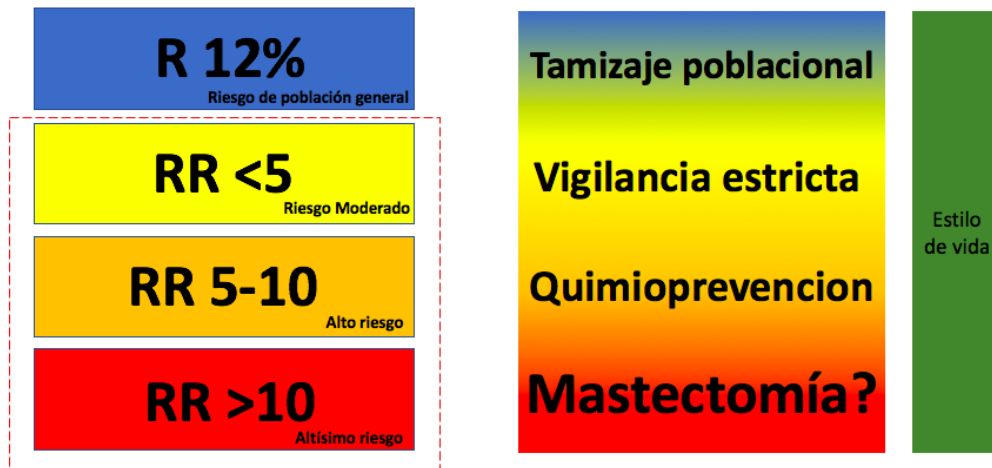 R 12%
Riesgo de población general
RR <5
Riesgo Moderado
RR 5-10
Alto riesgo
RR >10
Altísimo riesgo
Tamizaje poblacional
Vigilancia estricta
Quimioprevencion
Mastectomía?
Estilo
de vida